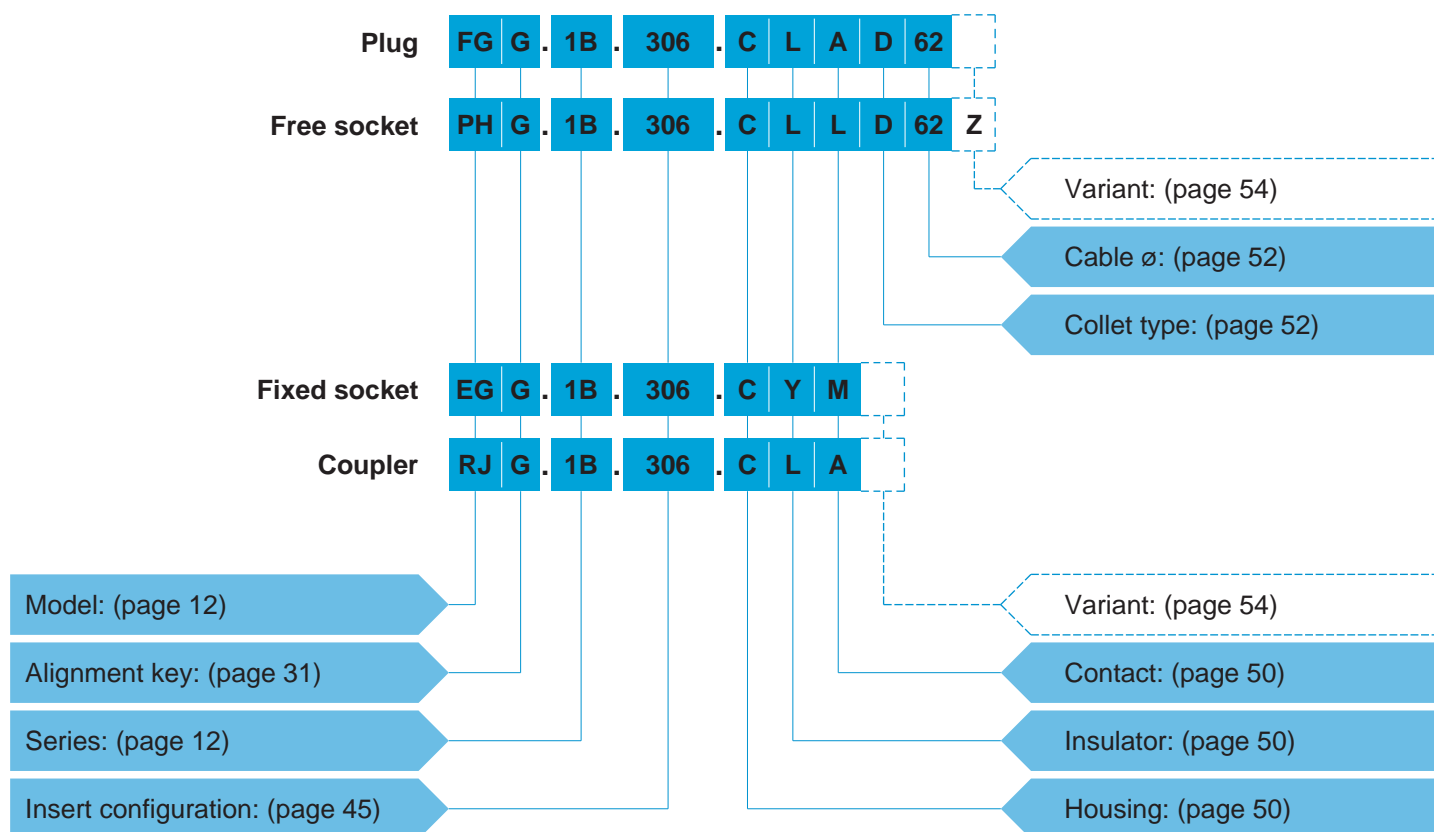 Plug FG G . 1B . 306 . C L A D 62
Free socket PH G . 1B . 306 . C L L D 62 Z
Variant: (page 54)
Cable ø: (page 52)
Collet type: (page 52)
Fixed socket EG G . 1B . 306 . C Y M
Coupler RJ G . 1B . 306 . C L A
Model: (page 12)
Variant: (page 54)
Alignment key: (page 31)
Contact: (page 50)
Series: (page 12)
Insulator: (page 50)
Insert configuration: (page 45)
Housing: (page 50)